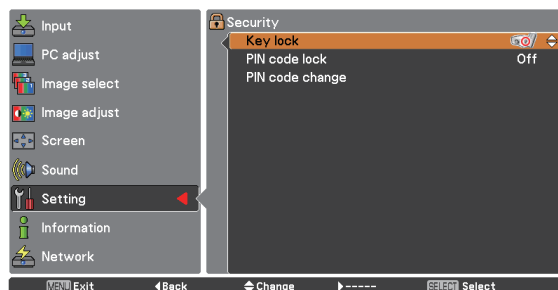 Input
PC adjust
Image select
Image adjust
Screen
Sound
Setting
Information
Network
Security
Key lock
PIN code lock Off
PIN code change
MENU Exit Back Change ----- SELECT Select